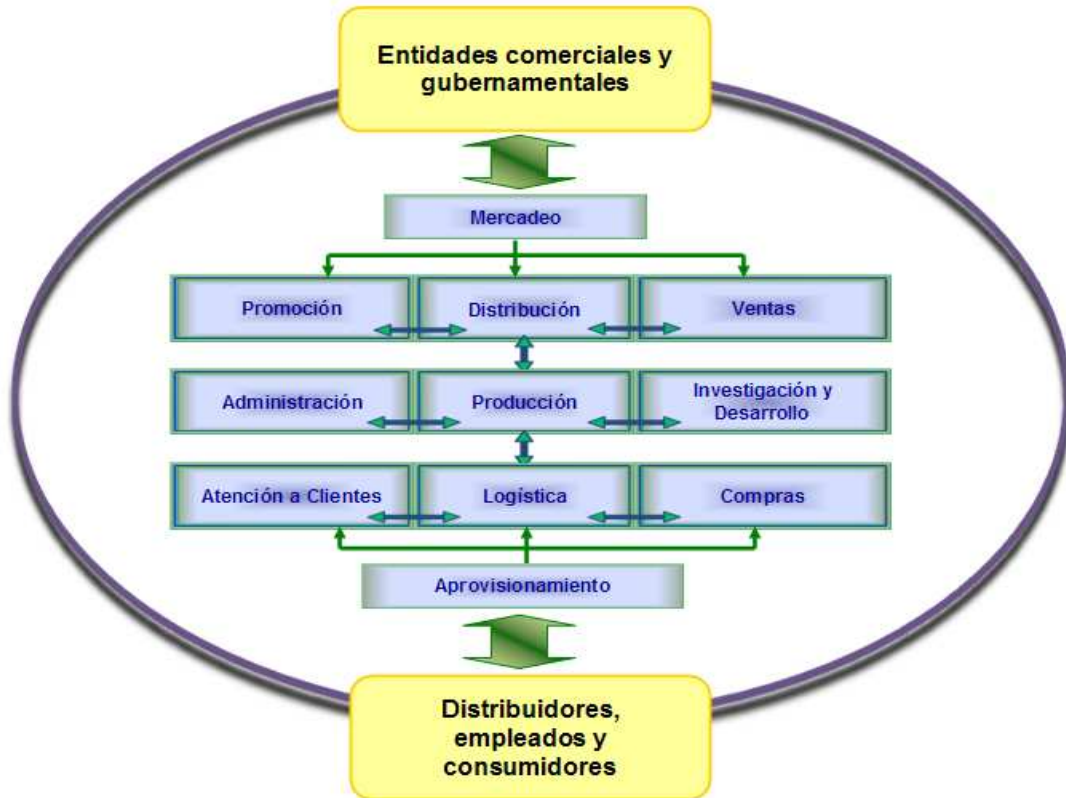 Entidades comerciales y
gubernamentales
Mercadeo
Promoción
Distribución
Ventas
Administración
Producción
Investigación y
Desarrollo
Atención a Clientes
Logística
Compras
Aprovisionamiento
Distribuidores,
empleados y
consumidores